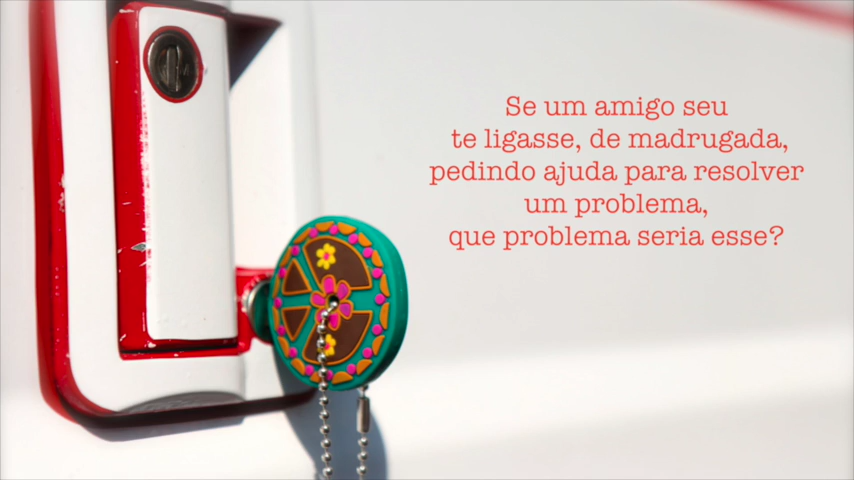 Se um amigo seu
te ligasse, de madrugada,
pedindo ajuda para resolver
um problema,
que problema seria esse?